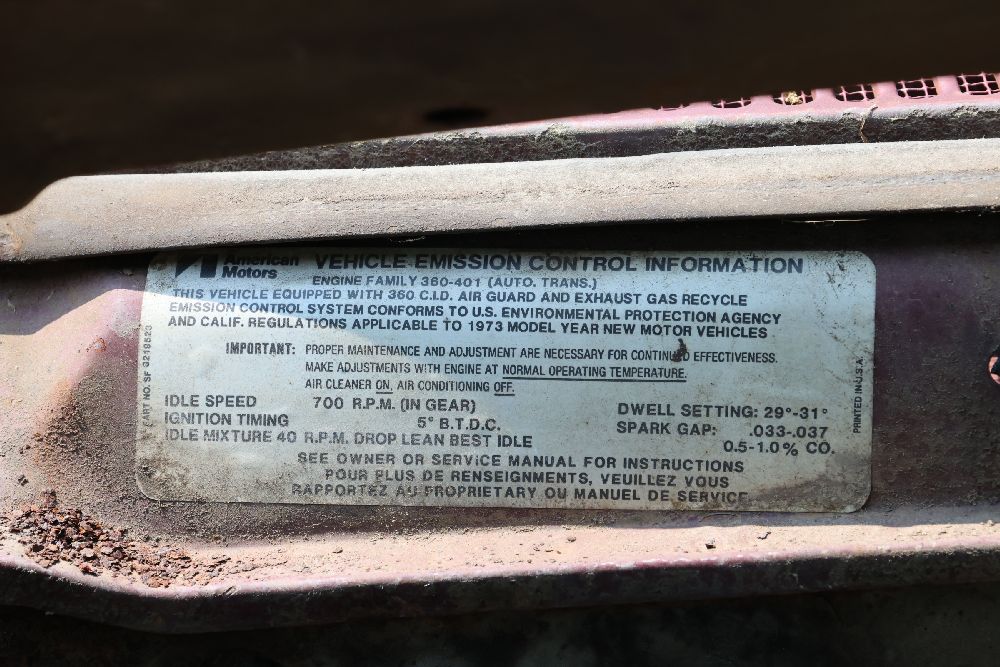 American Motors
VEHICLE EMISSION CONTROL INFORMATION
ENGINE FAMILY 360-401 (AUTO. TRANS.)
THIS VEHICLE EQUIPPED WITH 360 C.I.D. AIR GUARD AND EXHAUST GAS RECYCLE
EMISSION CONTROL SYSTEM CONFORMS TO U.S. ENVIRONMENTAL PROTECTION AGENCY
AND CALIF. REGULATIONS APPLICABLE TO 1973 MODEL YEAR NEW MOTOR VEHICLES
IMPORTANT: PROPER MAINTENANCE AND ADJUSTMENT ARE NECESSARY FOR CONTINUED EFFECTIVENESS.
MAKE ADJUSTMENTS WITH ENGINE AT NORMAL OPERATING TEMPERATURE.
AIR CLEANER ON, AIR CONDITIONING OFF.
IDLE SPEED 700 R.P.M. (IN GEAR) DWELL SETTING: 29°-31°
IGNITION TIMING 5° B.T.D.C. SPARK GAP: .033-.037
IDLE MIXTURE 40 R.P.M. DROP LEAN BEST IDLE 0.5-1.0% CO.
SEE OWNER OR SERVICE MANUAL FOR INSTRUCTIONS
POUR PLUS DE RENSEIGNMENTS, VEUILLEZ VOUS
RAPPORTEZ AU PROPRIETARY OU MANUEL DE SERVICE
PART NO. SF
PRINTED IN U.S.A.